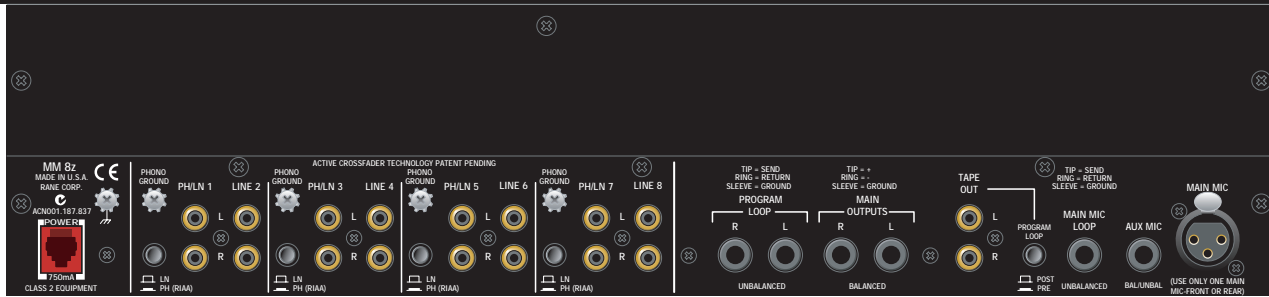 MM 8z
MADE IN U.S.A.
RANE CORP.
ACN001.187.837
POWER
750mA
CLASS 2 EQUIPMENT
CE
ACTIVE CROSSFADER TECHNOLOGY PATENT PENDING
PHONO
GROUND
PH/LN 1
LINE 2
L
R
LN
PH (RIAA)
PHONO
GROUND
PH/LN 3
LINE 4
L
R
LN
PH (RIAA)
PHONO
GROUND
PH/LN 5
LINE 6
L
R
LN
PH (RIAA)
PHONO
GROUND
PH/LN 7
LINE 8
L
R
LN
PH (RIAA)
TIP = SEND
RING = RETURN
SLEEVE = GROUND
PROGRAM
LOOP
R
L
UNBALANCED
TIP = +
RING = -
SLEEVE = GROUND
MAIN
OUTPUTS
R
L
BALANCED
TAPE
OUT
L
R
PROGRAM
LOOP
POST
PRE
TIP = SEND
RING = RETURN
SLEEVE = GROUND
MAIN MIC
LOOP
UNBALANCED
AUX MIC
BAL/UNBAL
MAIN MIC
(USE ONLY ONE MAIN
MIC-FRONT OR REAR)